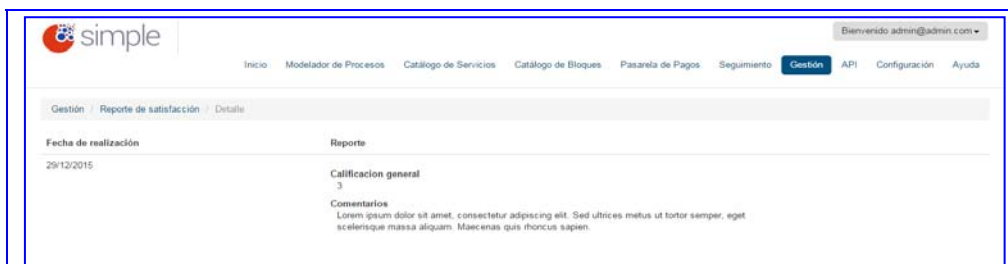 simple
Bienvenido admin@admin.com
Inicio Modelador de Procesos Catálogo de Servicios Catálogo de Bloques Pasarela de Pagos Seguimiento Gestión API Configuración Ayuda
Gestión / Reporte de satisfacción / Detalle
Fecha de realización Reporte
29/12/2015
Calificacion general
3
Comentarios
Lorem ipsum dolor sit amet, consectetur adipiscing elit. Sed ultrices metus ut tortor semper, eget
scelerisque massa aliquam. Maecenas quis rhoncus sapien.